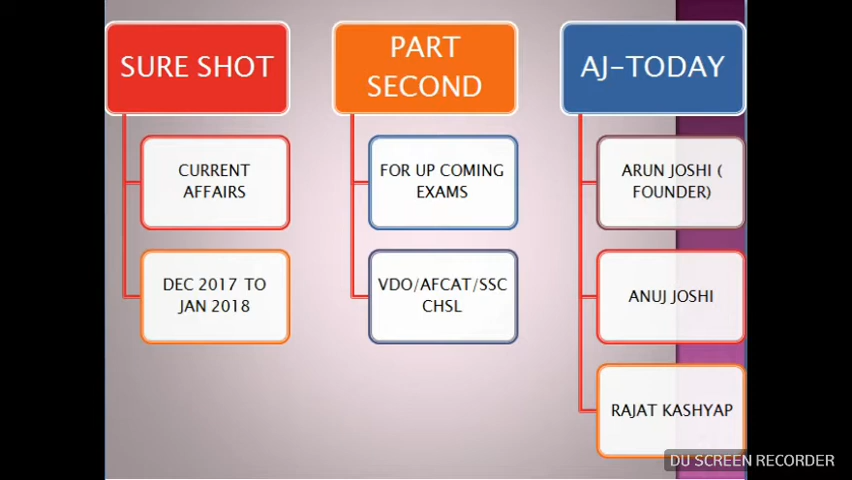 SURE SHOT
CURRENT
AFFAIRS
DEC 2017 TO
JAN 2018
PART
SECOND
FOR UP COMING
EXAMS
VDO/AFCAT/SSC
CHSL
AJ-TODAY
ARUN JOSHI (
FOUNDER)
ANUJ JOSHI
RAJAT KASHYAP
DU SCREEN RECORDER